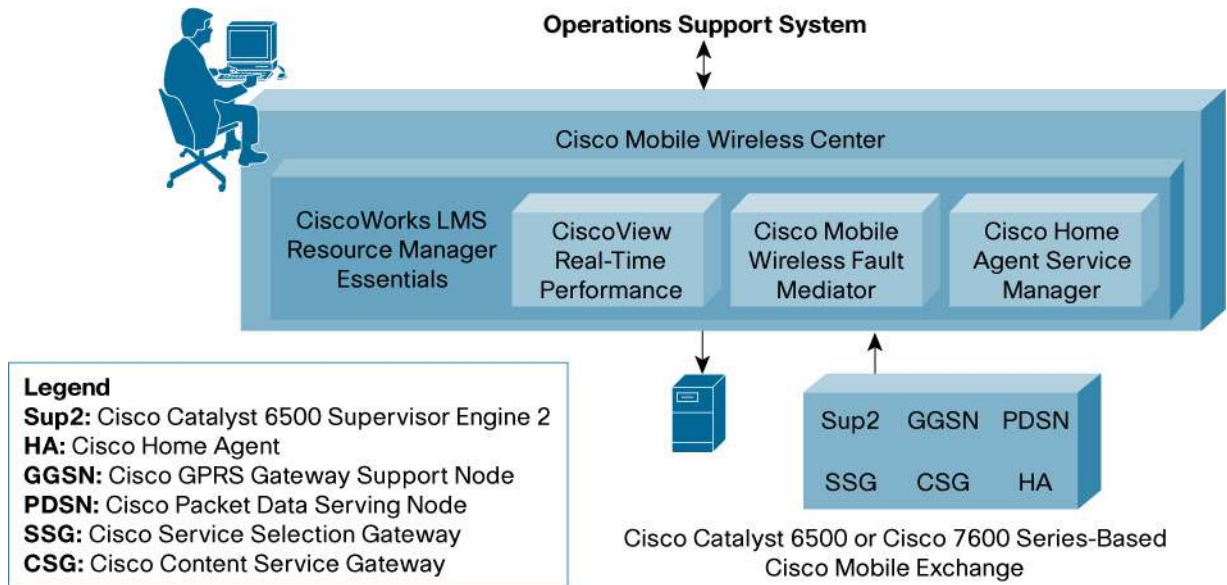 Operations Support System
Cisco Mobile Wireless Center
CiscoWorks LMS
Resource Manager
Essentials
CiscoView
Real-Time
Performance
Cisco Mobile
Wireless Fault
Mediator
Cisco Home
Agent Service
Manager
Legend
Sup2: Cisco Catalyst 6500 Supervisor Engine 2
HA: Cisco Home Agent
GGSN: Cisco GPRS Gateway Support Node
PDSN: Cisco Packet Data Serving Node
SSG: Cisco Service Selection Gateway
CSG: Cisco Content Service Gateway
Sup2 GGSN PDSN
SSG CSG HA
Cisco Catalyst 6500 or Cisco 7600 Series-Based
Cisco Mobile Exchange